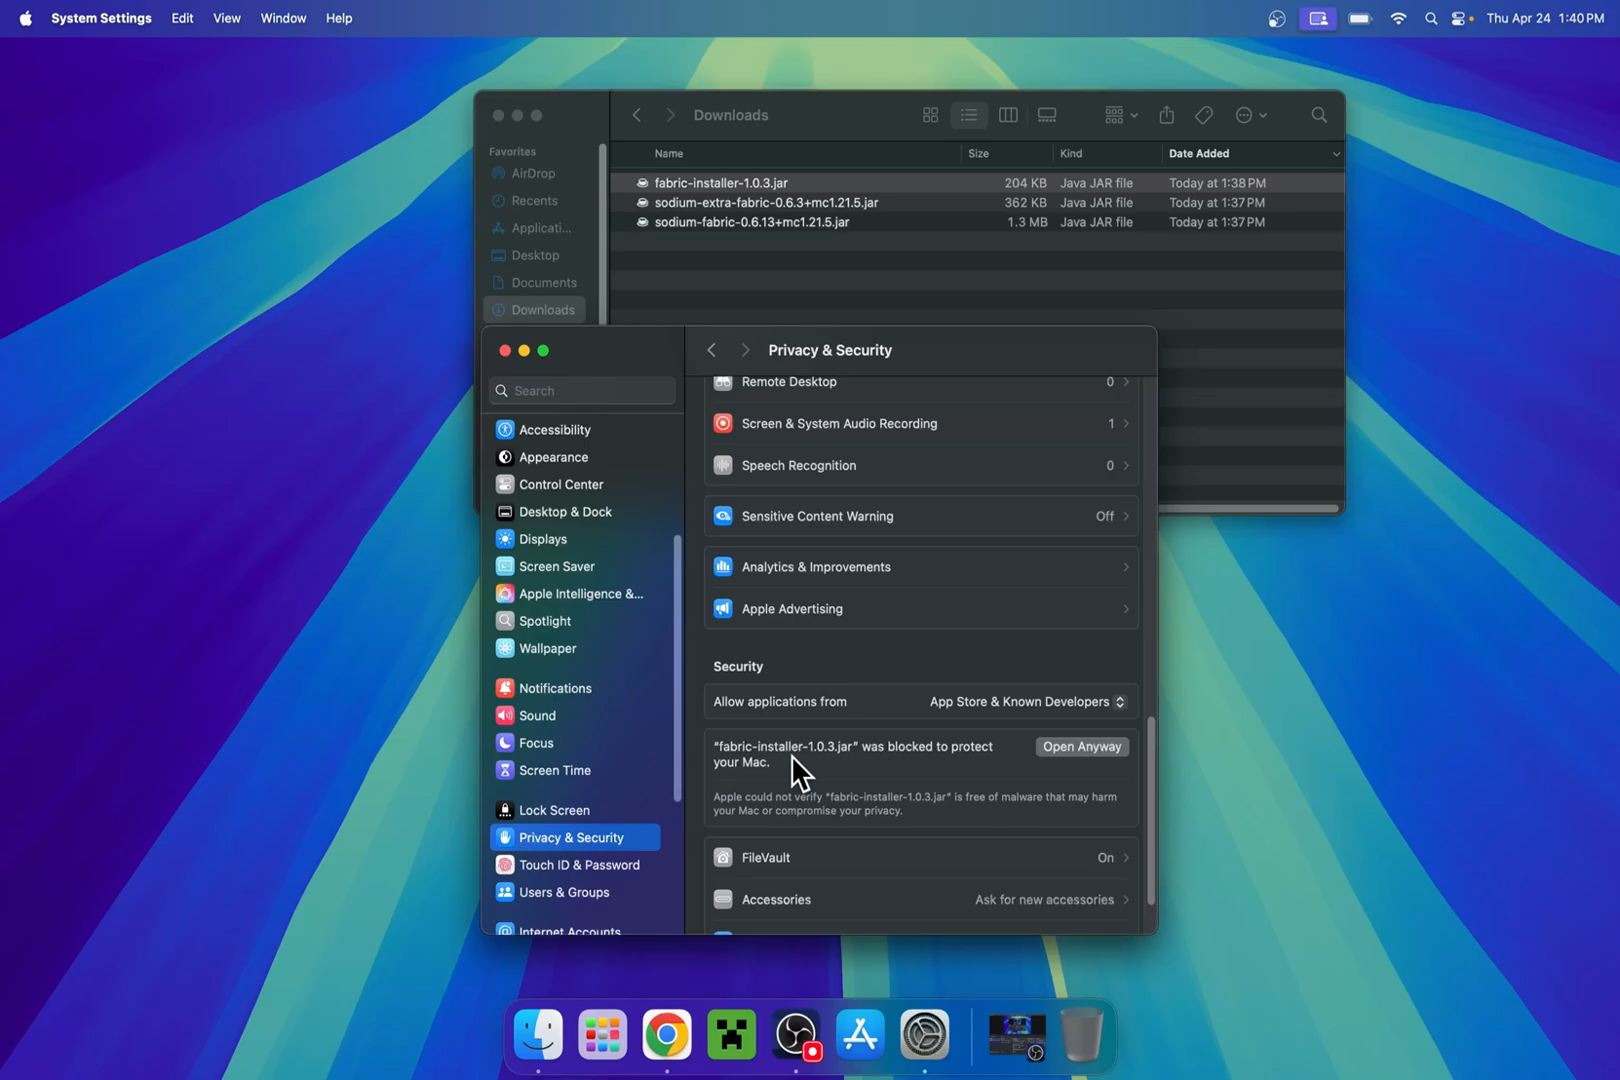 System Settings Edit View Window Help
Thu Apr 24 1:40 PM
Downloads
Favorites
AirDrop
Recents
Applicati...
Desktop
Documents
Downloads
Name Size Kind Date Added
fabric-installer-1.0.3.jar 204 KB Java JAR file Today at 1:38 PM
sodium-extra-fabric-0.6.3+mc1.21.5.jar 362 KB Java JAR file Today at 1:37 PM
sodium-fabric-0.6.13+mc1.21.5.jar 1.3 MB Java JAR file Today at 1:37 PM
Search
Accessibility
Appearance
Control Center
Desktop & Dock
Displays
Screen Saver
Apple Intelligence &...
Spotlight
Wallpaper
Notifications
Sound
Focus
Screen Time
Lock Screen
Privacy & Security
Touch ID & Password
Users & Groups
Internet Accounts
Privacy & Security
Remote Desktop 0
Screen & System Audio Recording 1
Speech Recognition 0
Sensitive Content Warning Off
Analytics & Improvements
Apple Advertising
Security
Allow applications from App Store & Known Developers
"fabric-installer-1.0.3.jar" was blocked to protect
your Mac.
Open Anyway
Apple could not verify "fabric-installer-1.0.3.jar" is free of malware that may harm
your Mac or compromise your privacy.
FileVault On
Accessories Ask for new accessories